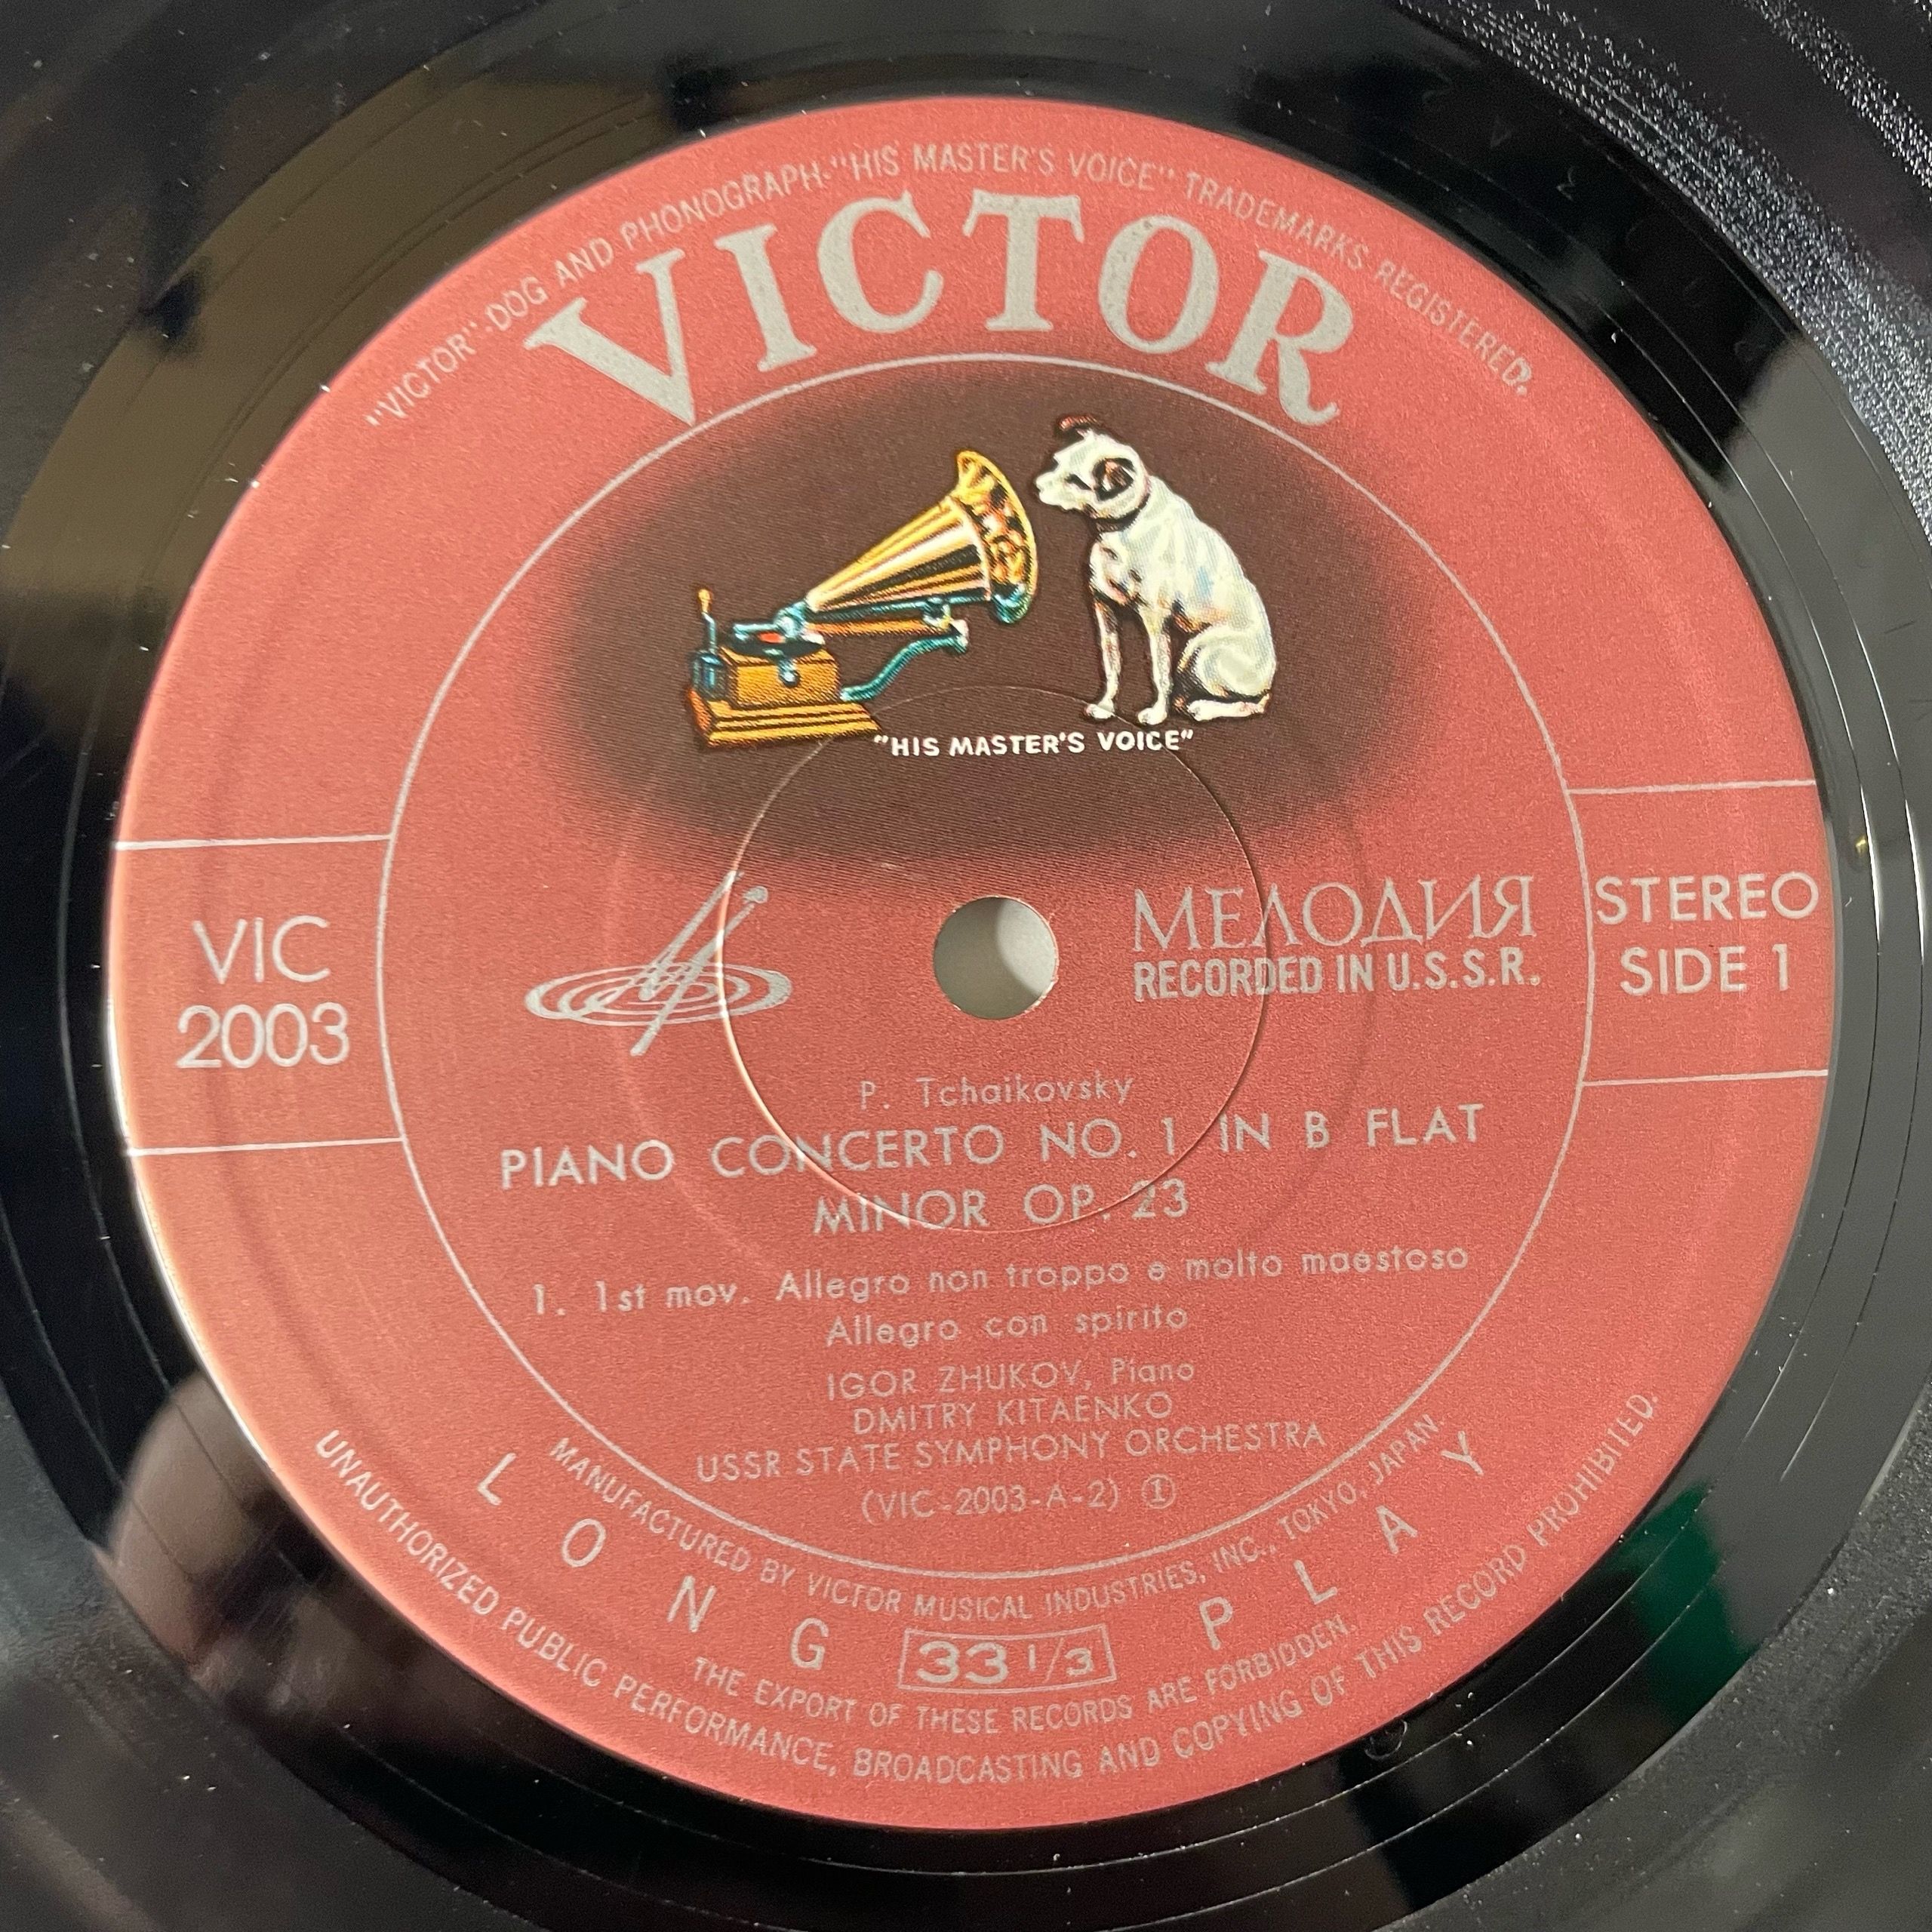 "VICTOR"-DOG AND PHONOGRAPH-"HIS MASTER'S VOICE" TRADEMARKS REGISTERED.
VICTOR
"HIS MASTER'S VOICE"
VIC
2003
МЕЛОДИЯ
RECORDED IN U.S.S.R.
STEREO
SIDE 1
P. Tchaikovsky
PIANO CONCERTO NO. 1 IN B FLAT
MINOR OP. 23
1. 1st mov. Allegro non troppo e molto maestoso
Allegro con spirito
IGOR ZHUKOV, Piano
DMITRY KITAENKO
USSR STATE SYMPHONY ORCHESTRA
(VIC-2003-A-2) ①
MANUFACTURED BY VICTOR MUSICAL INDUSTRIES, INC., TOKYO, JAPAN.
LONG PLAY
33 1/3
THE EXPORT OF THESE RECORDS ARE FORBIDDEN.
UNAUTHORIZED PUBLIC PERFORMANCE, BROADCASTING AND COPYING OF THIS RECORD PROHIBITED.